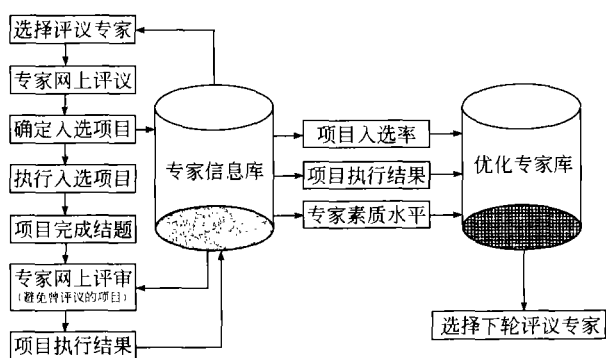 选择评议专家
专家网上评议
确定入选项目
执行入选项目
项目完成结题
专家网上评审
(避免曾评议的项目)
项目执行结果
专家信息库
项目入选率
项目执行结果
专家素质水平
优化专家库
选择下轮评议专家